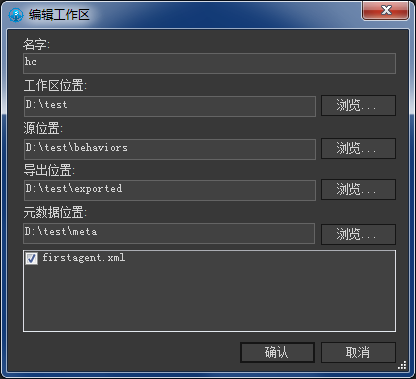 编辑工作区
名字:
hc
工作区位置:
D:\test
浏览...
源位置:
D:\test\behaviors
浏览...
导出位置:
D:\test\exported
浏览...
元数据位置:
D:\test\meta
浏览...
firstagent.xml
确认
取消